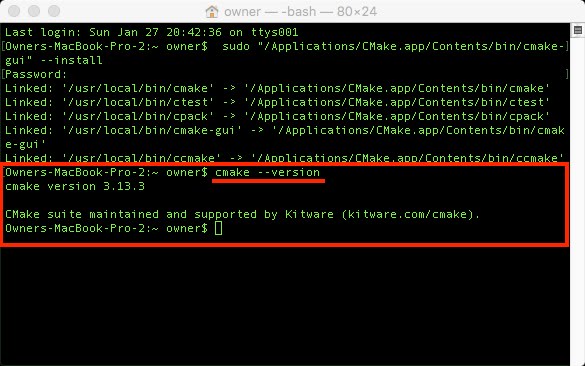 owner — -bash — 80×24
Last login: Sun Jan 27 20:42:36 on ttys001
[Owners-MacBook-Pro-2:~ owner$  sudo "/Applications/CMake.app/Contents/bin/cmake-]
gui" --install
[Password:
Linked: '/usr/local/bin/cmake' -> '/Applications/CMake.app/Contents/bin/cmake'
Linked: '/usr/local/bin/ctest' -> '/Applications/CMake.app/Contents/bin/ctest'
Linked: '/usr/local/bin/cpack' -> '/Applications/CMake.app/Contents/bin/cpack'
Linked: '/usr/local/bin/cmake-gui' -> '/Applications/CMake.app/Contents/bin/cmak
e-gui'
Linked: '/usr/local/bin/ccmake' -> '/Applications/CMake.app/Contents/bin/ccmake'
Owners-MacBook-Pro-2:~ owner$ cmake --version
cmake version 3.13.3
CMake suite maintained and supported by Kitware (kitware.com/cmake).
Owners-MacBook-Pro-2:~ owner$